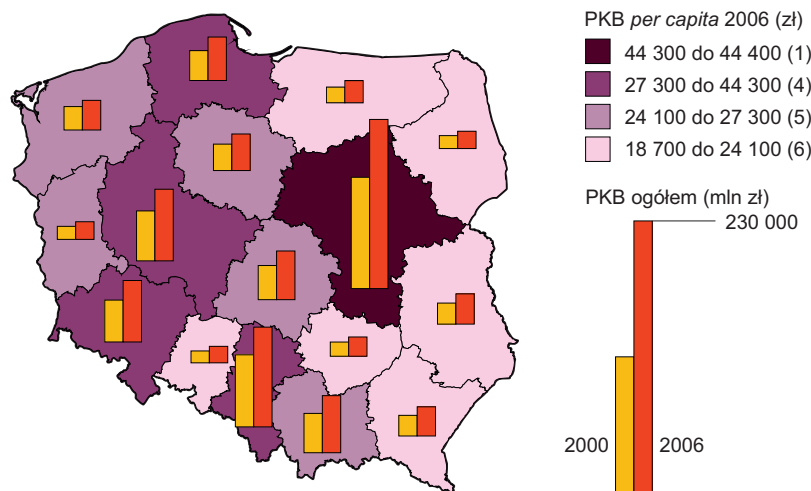 PKB per capita 2006 (zł)
44 300 do 44 400 (1)
27 300 do 44 300 (4)
24 100 do 27 300 (5)
18 700 do 24 100 (6)
PKB ogółem (mln zł)
230 000
2000 2006